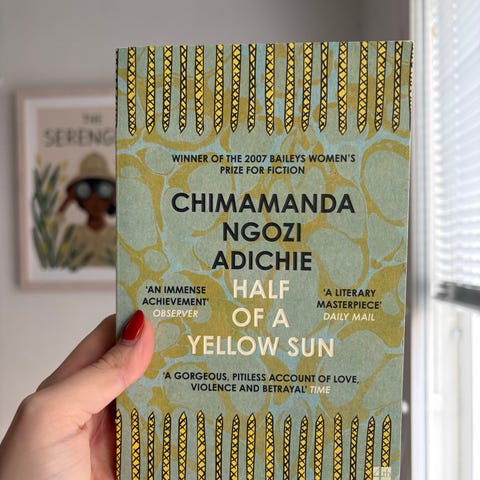 THE
SERENGE
WINNER OF THE 2007 BAILEYS WOMEN'S
PRIZE FOR FICTION
CHIMAMANDA
NGOZI
ADICHIE
HALF
OF A
YELLOW SUN
'AN IMMENSE
ACHIEVEMENT'
OBSERVER
'A LITERARY
MASTERPIECE'
DAILY MAIL
'A GORGEOUS, PITILESS ACCOUNT OF LOVE,
VIOLENCE AND BETRAYAL' TIME